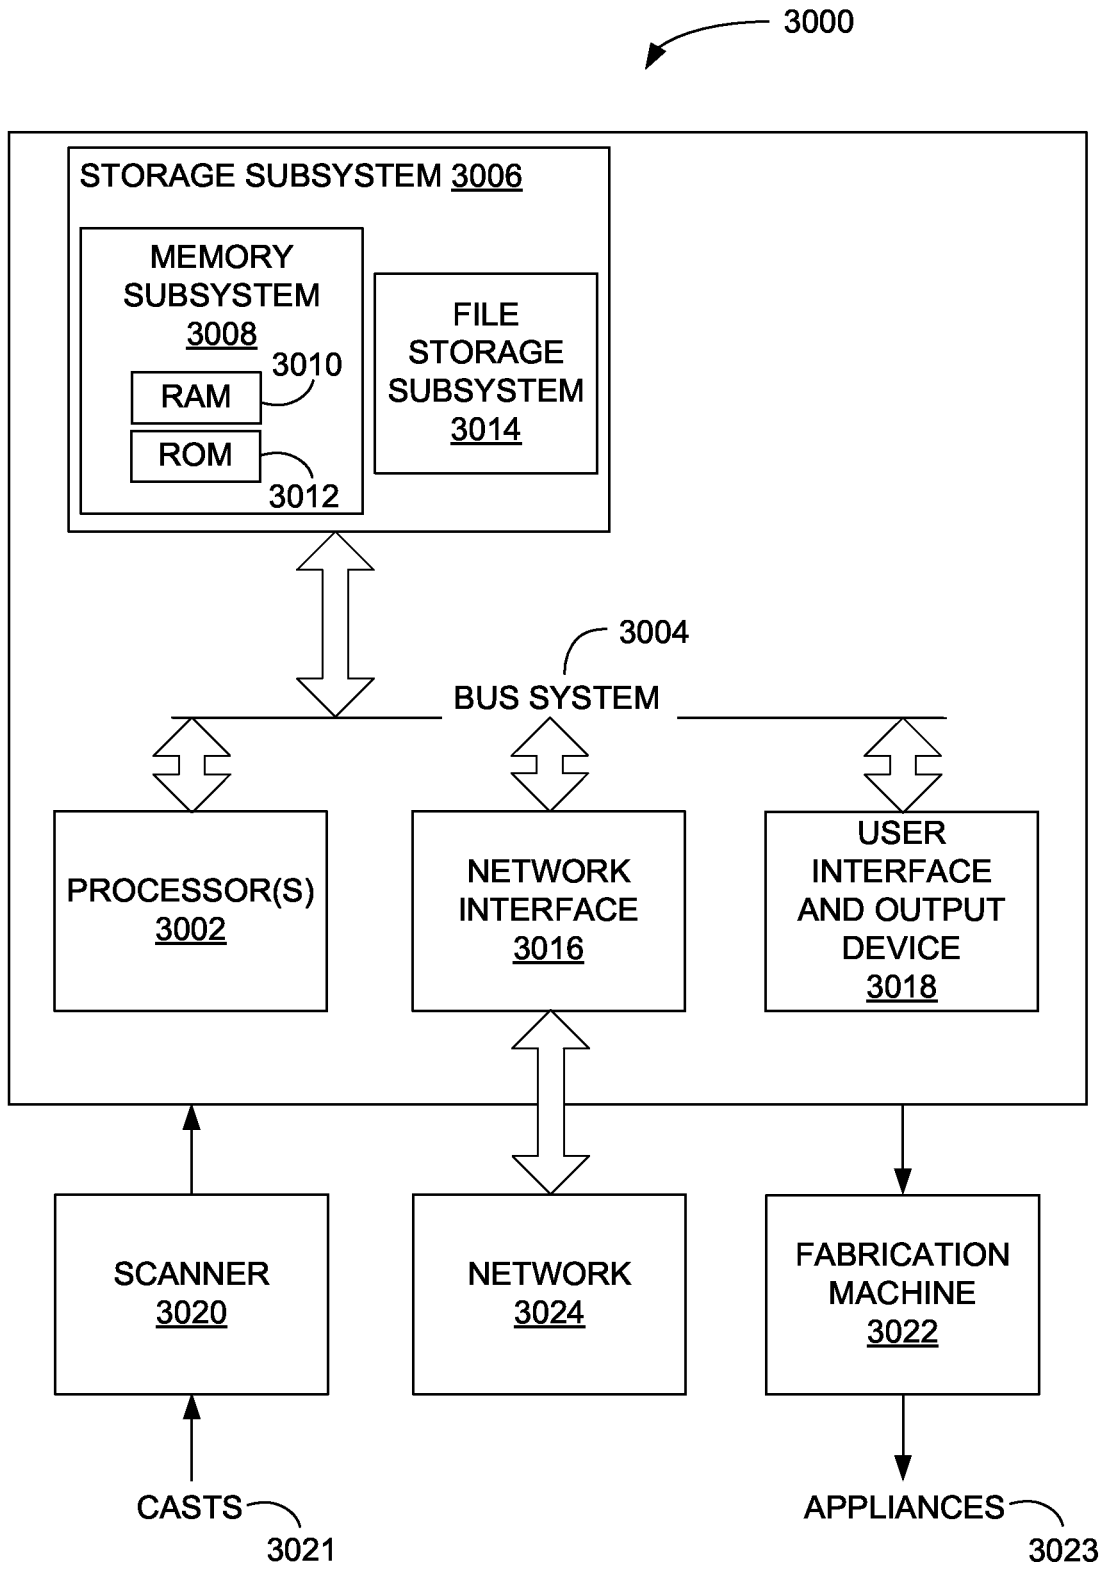 3000
STORAGE SUBSYSTEM 3006
MEMORY
SUBSYSTEM
3008
3010
RAM
ROM
3012
FILE
STORAGE
SUBSYSTEM
3014
3004
BUS SYSTEM
PROCESSOR(S)
3002
NETWORK
INTERFACE
3016
USER
INTERFACE
AND OUTPUT
DEVICE
3018
SCANNER
3020
NETWORK
3024
FABRICATION
MACHINE
3022
CASTS
3021
APPLIANCES
3023